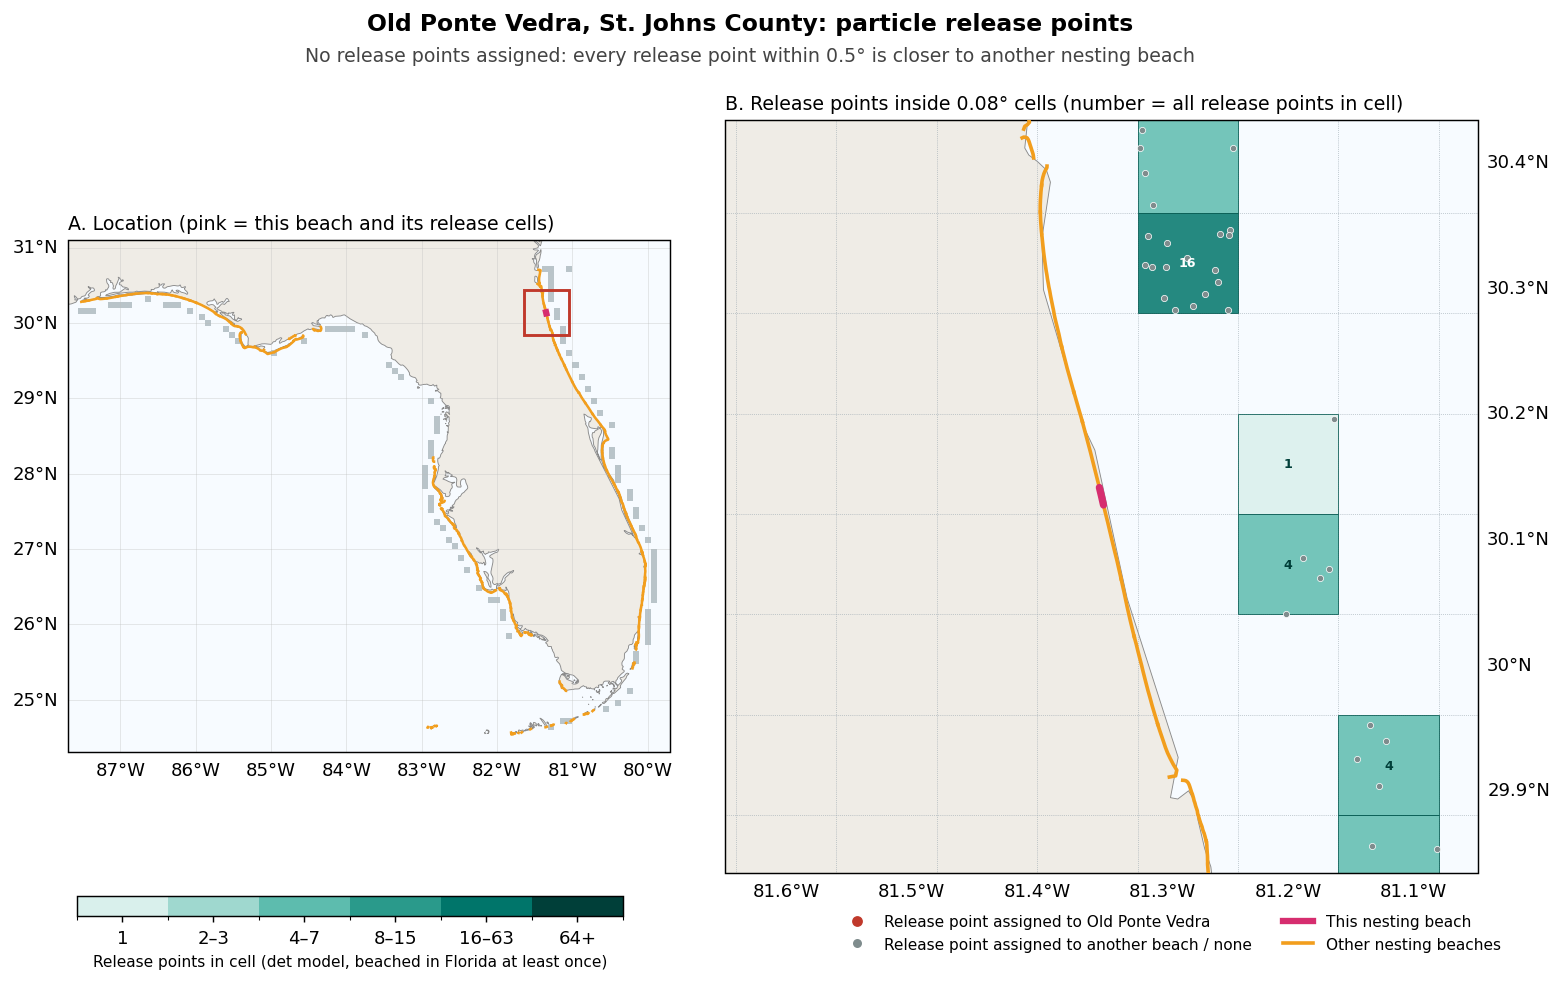 Old Ponte Vedra, St. Johns County: particle release points
No release points assigned: every release point within 0.5° is closer to another nesting beach
A. Location (pink = this beach and its release cells)
31°N
30°N
29°N
28°N
27°N
26°N
25°N
87°W
86°W
85°W
84°W
83°W
82°W
81°W
80°W
B. Release points inside 0.08° cells (number = all release points in cell)
16
1
4
4
30.4°N
30.3°N
30.2°N
30.1°N
30°N
29.9°N
81.6°W
81.5°W
81.4°W
81.3°W
81.2°W
81.1°W
1
2–3
4–7
8–15
16–63
64+
Release points in cell (det model, beached in Florida at least once)
Release point assigned to Old Ponte Vedra
Release point assigned to another beach / none
This nesting beach
Other nesting beaches